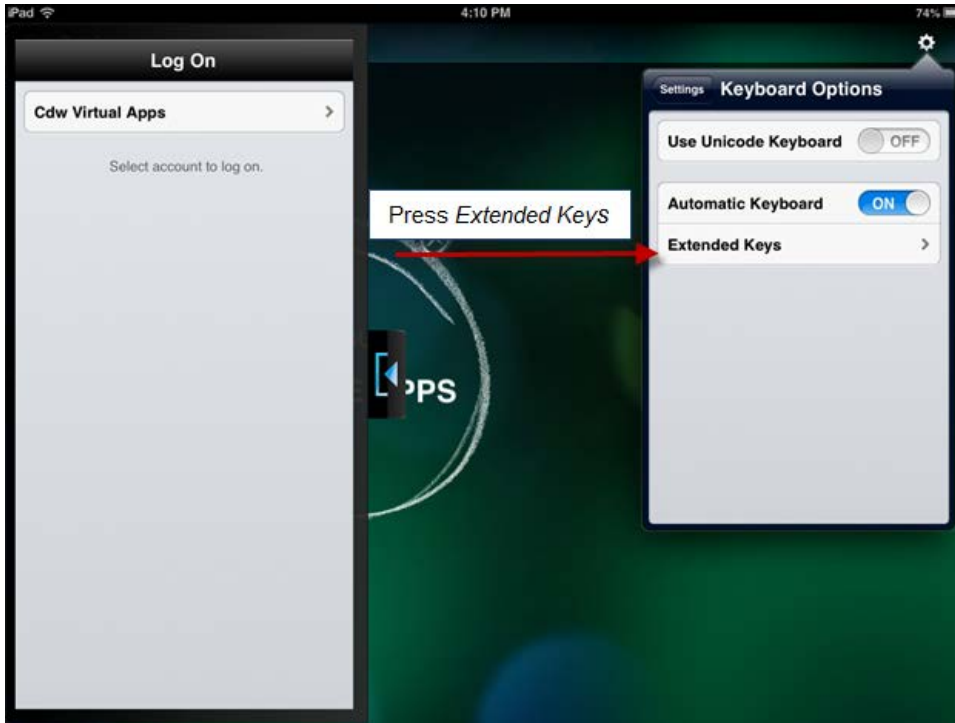 iPad 4:10 PM 74%
Log On
Settings Keyboard Options
Cdw Virtual Apps
Use Unicode Keyboard OFF
Select account to log on.
Automatic Keyboard ON
Press Extended Keys
Extended Keys
PPS